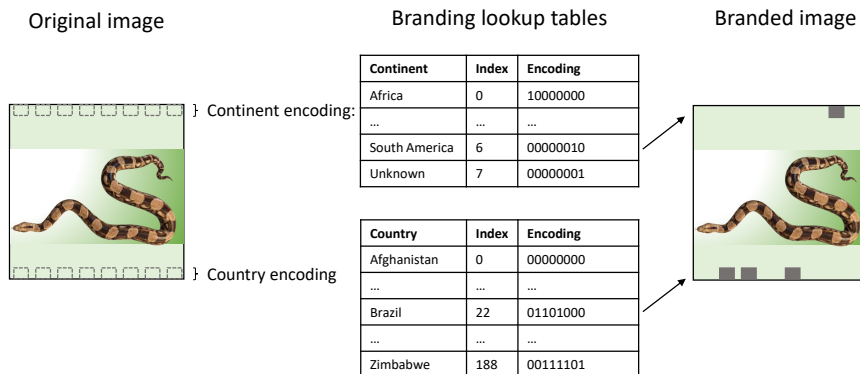 Original image
Branding lookup tables
Branded image
Continent Index Encoding
Africa 0 10000000
... ... ...
South America 6 00000010
Unknown 7 00000001
} Continent encoding:
Country Index Encoding
Afghanistan 0 00000000
... ... ...
Brazil 22 01101000
... ... ...
Zimbabwe 188 00111101
} Country encoding